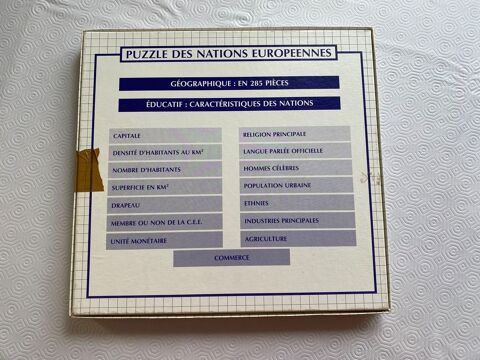 PUZZLE DES NATIONS EUROPEENNES
GÉOGRAPHIQUE : EN 285 PIÈCES
ÉDUCATIF : CARACTÉRISTIQUES DES NATIONS
CAPITALE
DENSITÉ D'HABITANTS AU KM²
NOMBRE D'HABITANTS
SUPERFICIE EN KM²
DRAPEAU
MEMBRE OU NON DE LA C.E.E.
UNITÉ MONÉTAIRE
RELIGION PRINCIPALE
LANGUE PARLÉE OFFICIELLE
HOMMES CÉLÈBRES
POPULATION URBAINE
ETHNIES
INDUSTRIES PRINCIPALES
AGRICULTURE
COMMERCE